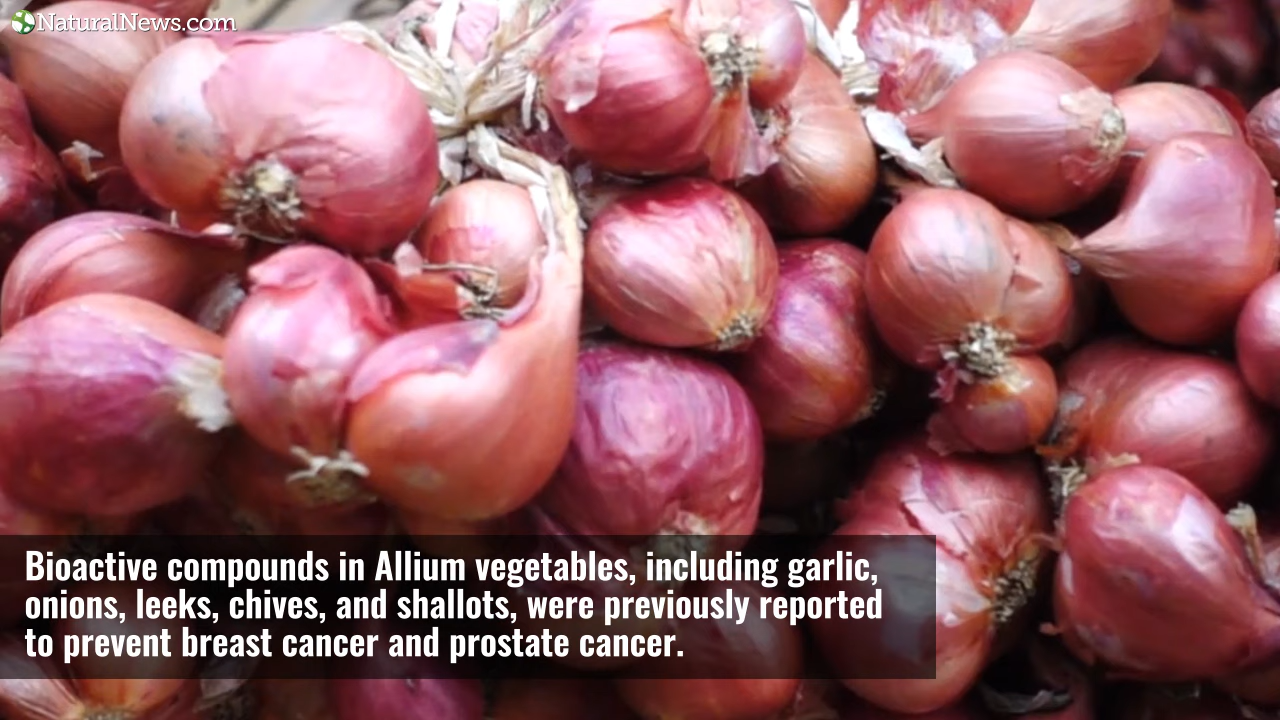 NaturalNews.com
Bioactive compounds in Allium vegetables, including garlic,
onions, leeks, chives, and shallots, were previously reported
to prevent breast cancer and prostate cancer.